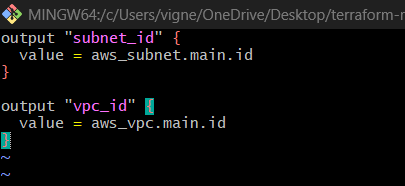 MINGW64:/c/Users/vigne/OneDrive/Desktop/terraform-
output "subnet_id" {
  value = aws_subnet.main.id
}

output "vpc_id" {
  value = aws_vpc.main.id
}
~
~